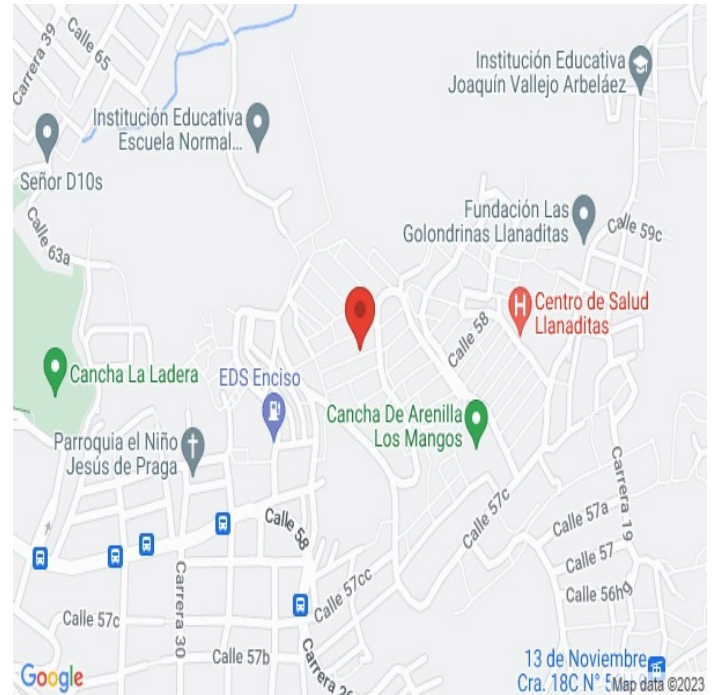 Carrera 39
Calle 65
Institución Educativa
Joaquín Vallejo Arbeláez
Institución Educativa
Escuela Normal...
Señor D10s
Fundación Las
Golondrinas Llanaditas
Calle 59c
Calle 63a
H
Centro de Salud
Llanaditas
Calle 58
Cancha La Ladera
EDS Enciso
Cancha De Arenilla
Los Mangos
Parroquia el Niño
Jesús de Praga
Calle 57c
Calle 58
Calle 57a
Carrera 19
Calle 57
Calle 57cc
Calle 56hg
Carrera 30
Calle 57c
Calle 57b
13 de Noviembre
Cra. 18C N°
Google
Map data ©2023